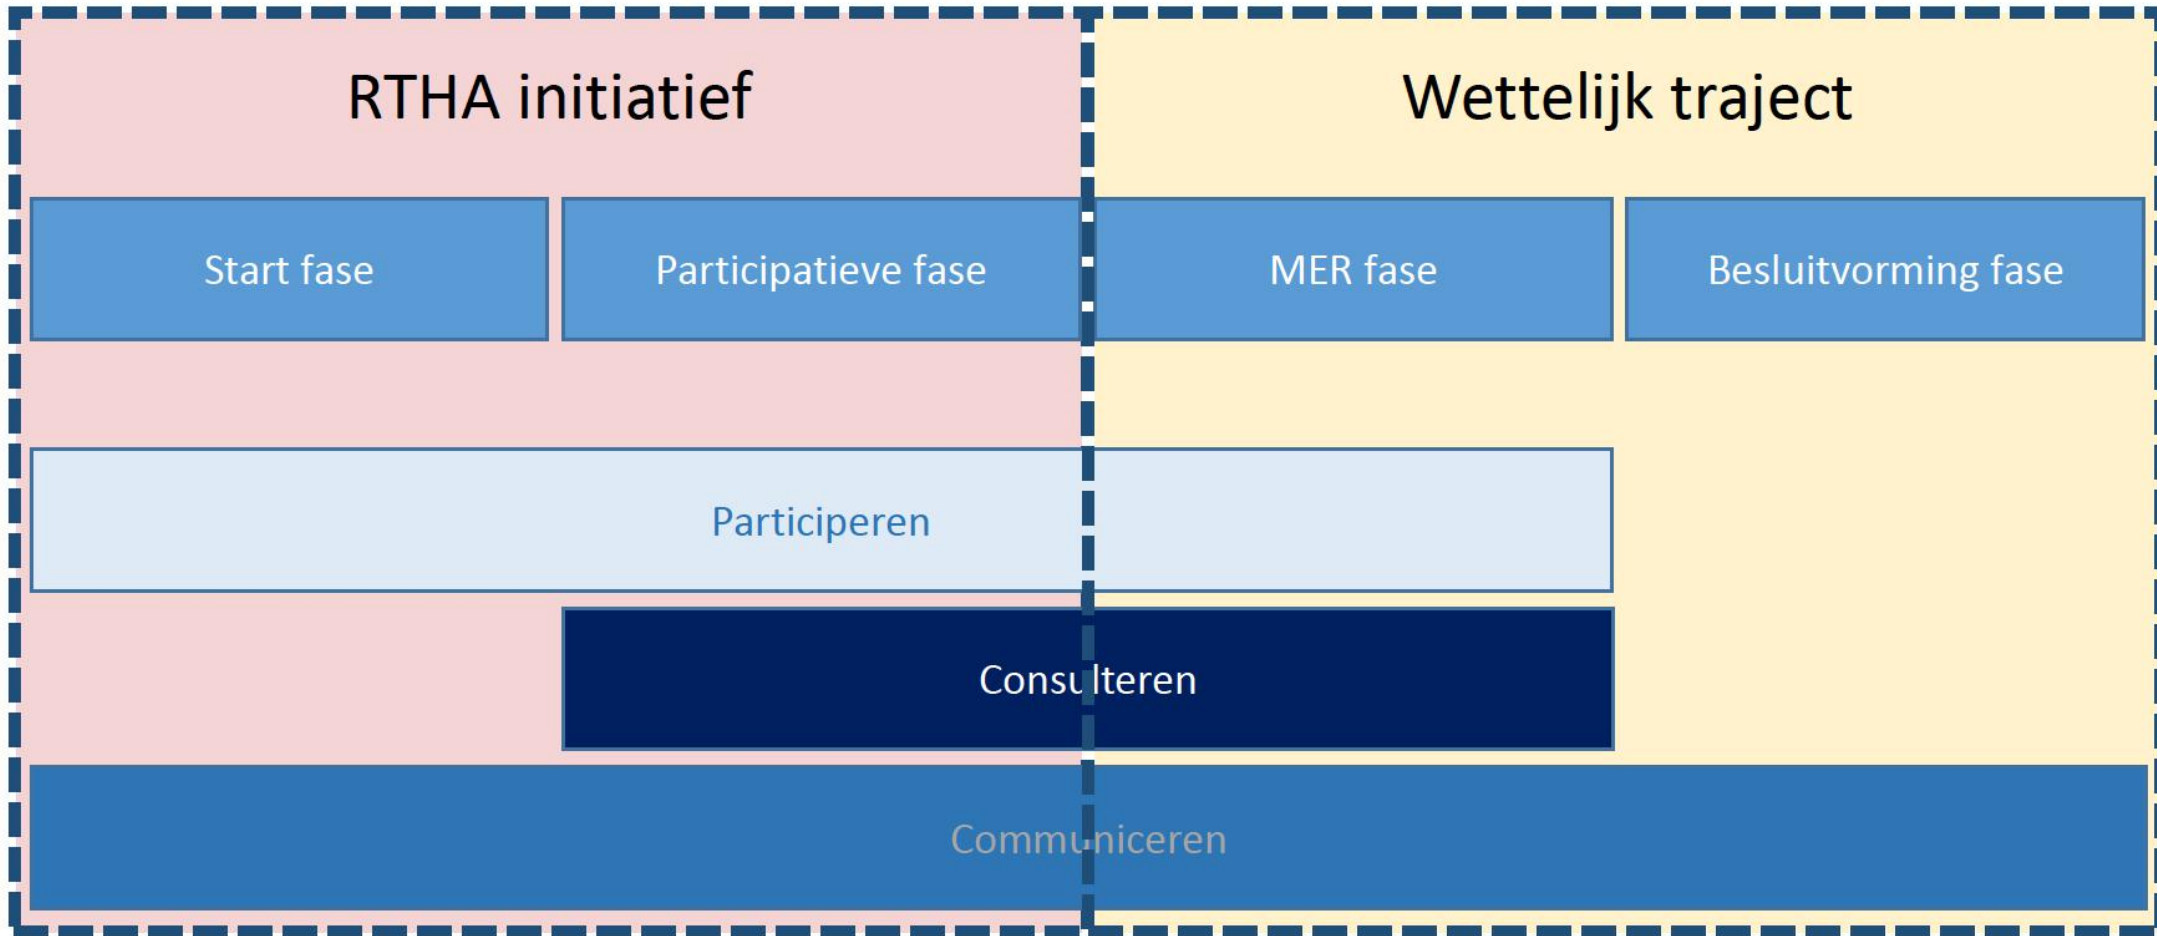 RTHA initiatief
Wettelijk traject
Start fase
Participatieve fase
MER fase
Besluitvorming fase
Participeren
Consulteren
Communiceren